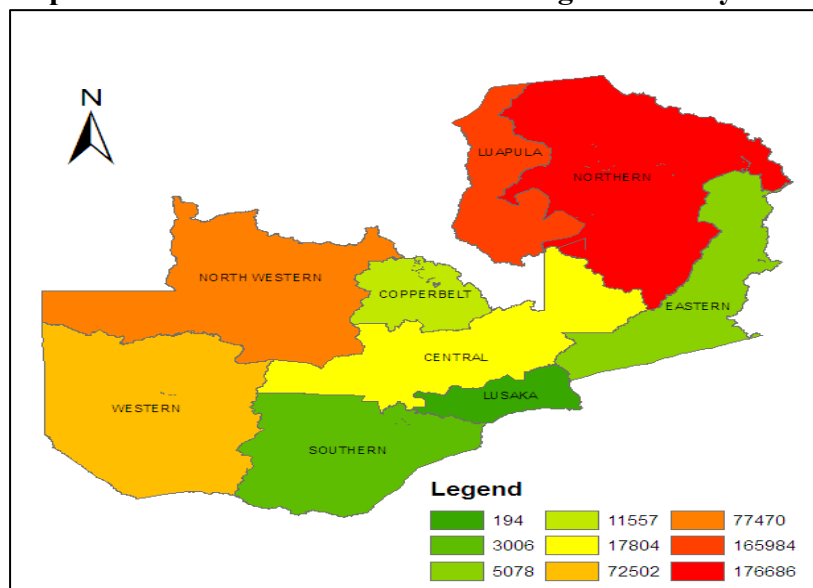 N
LUAPULA
NORTHERN
NORTH WESTERN
COPPERBELT
EASTERN
CENTRAL
WESTERN
LUSAKA
SOUTHERN
Legend
194 11557 77470
3006 17804 165984
5078 72502 176686